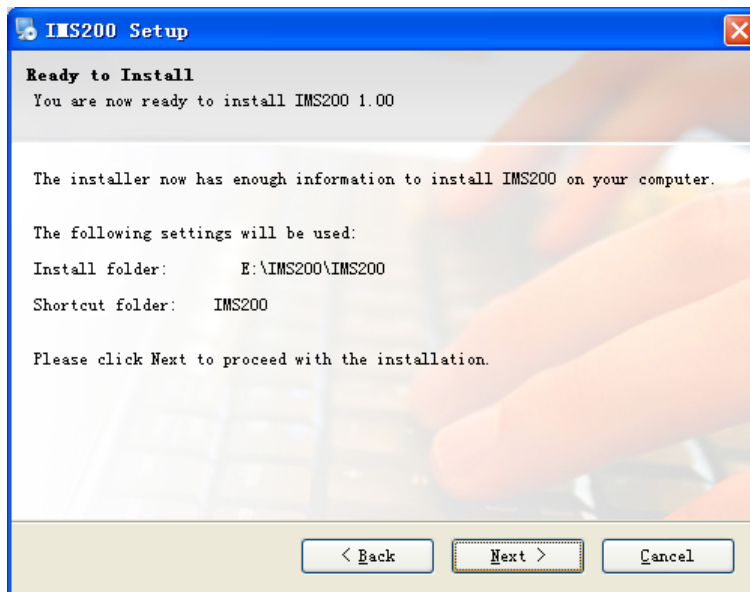 IMS200 Setup
Ready to Install
You are now ready to install IMS200 1.00
The installer now has enough information to install IMS200 on your computer.
The following settings will be used:
Install folder: E:\IMS200\IMS200
Shortcut folder: IMS200
Please click Next to proceed with the installation.
< Back Next > Cancel